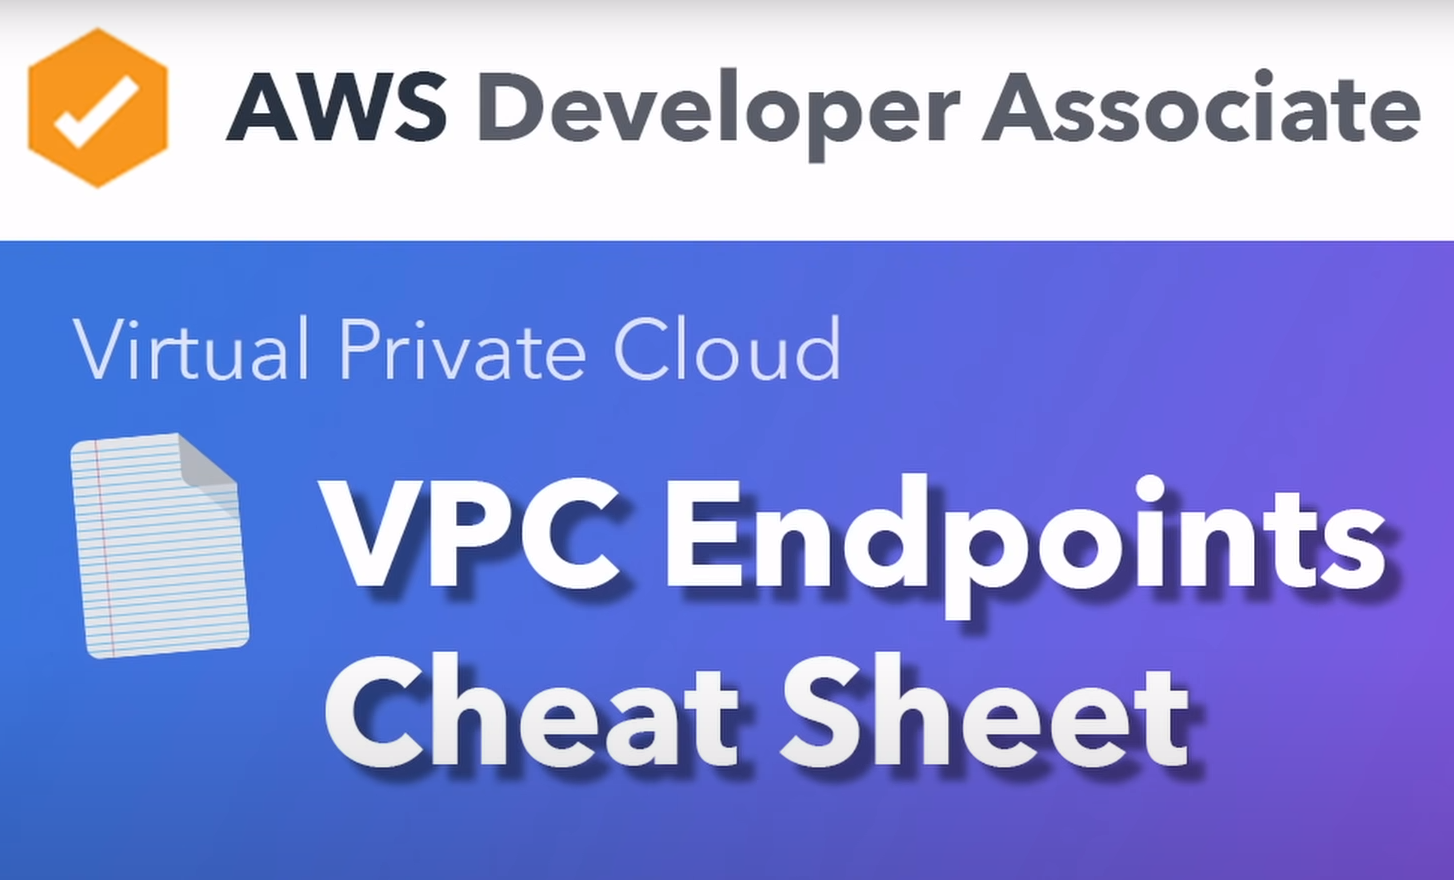 AWS Developer Associate
Virtual Private Cloud
VPC Endpoints
Cheat Sheet